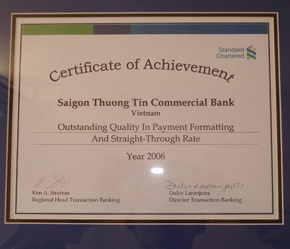 Standard
Chartered
Certificate of Achievement
Saigon Thuong Tin Commercial Bank
Vietnam
Outstanding Quality In Payment Formatting
And Straight-Through Rate
Year 2006
Ken A. Stratton
Regional Head Transaction Banking
Dulce Laranjeira
Director Transaction Banking